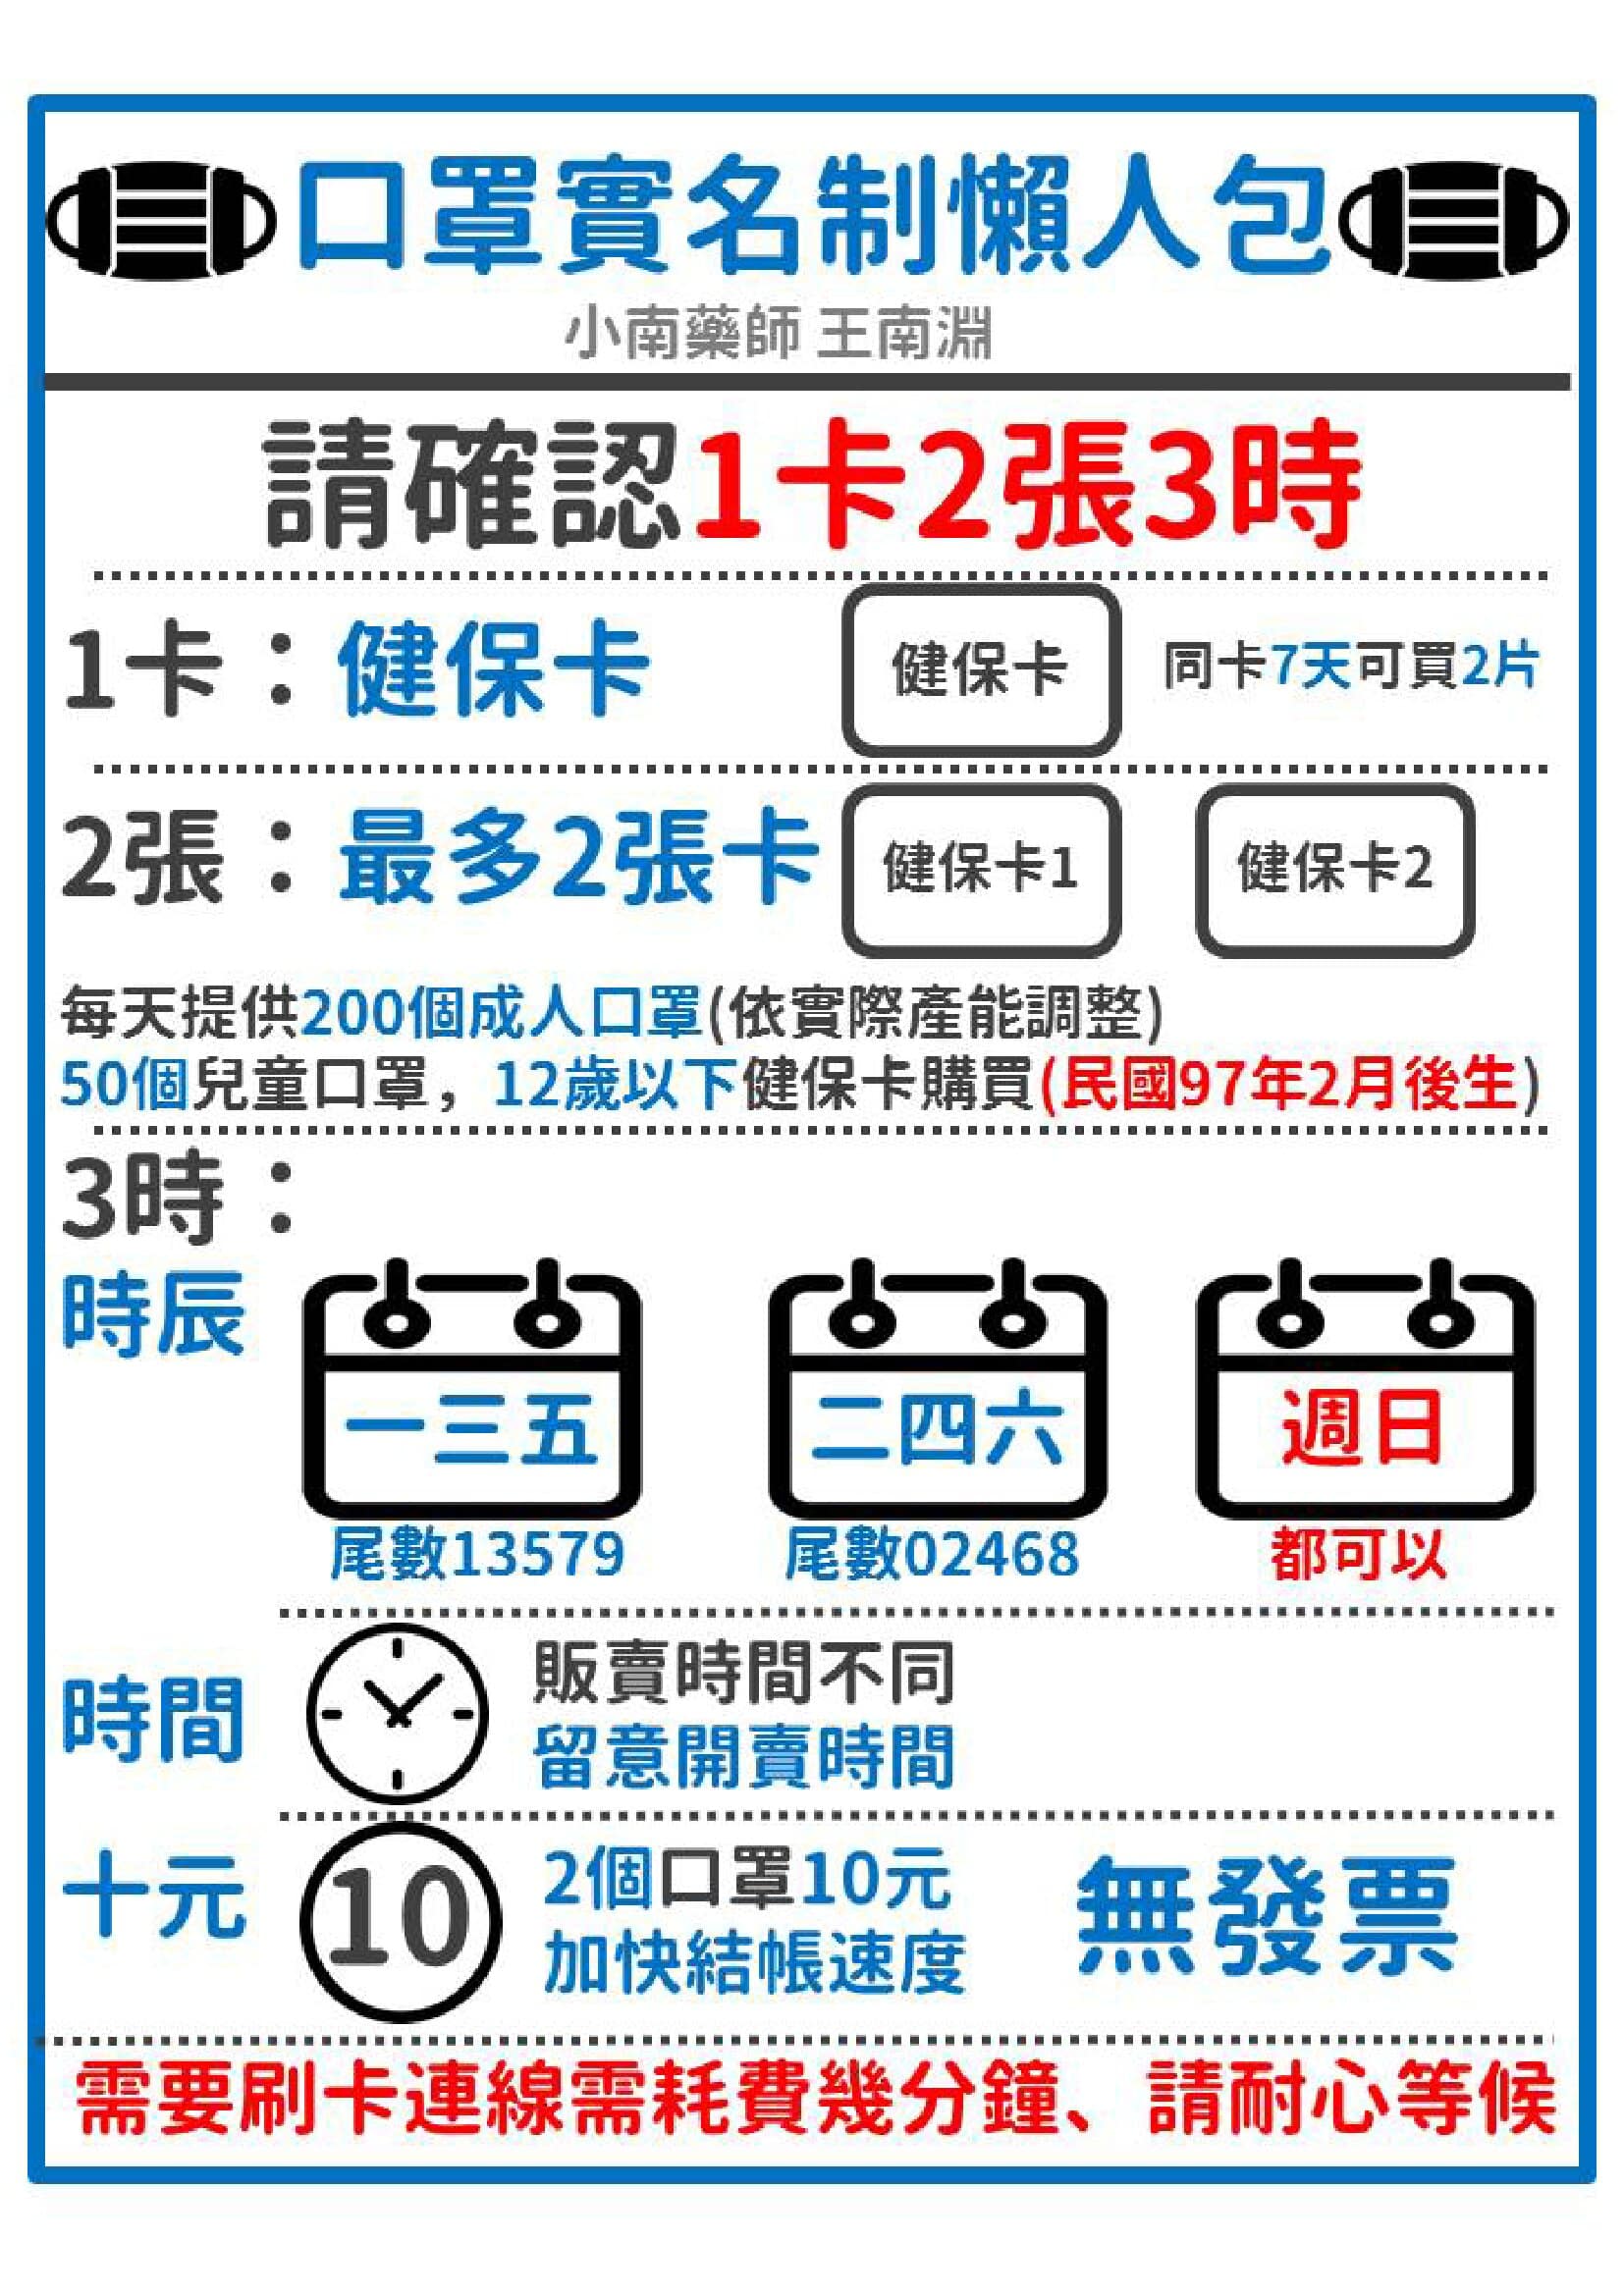 口罩實名制懶人包
小南藥師 王南淵
請確認1卡2張3時
1卡：健保卡
健保卡
同卡7天可買2片
2張：最多2張卡
健保卡1
健保卡2
每天提供200個成人口罩(依實際產能調整)
50個兒童口罩，12歲以下健保卡購買(民國97年2月後生)
3時：
時辰
一三五
二四六
週日
尾數13579
尾數02468
都可以
時間
販賣時間不同
留意開賣時間
十元
10
2個口罩10元
加快結帳速度
無發票
需要刷卡連線需耗費幾分鐘、請耐心等候